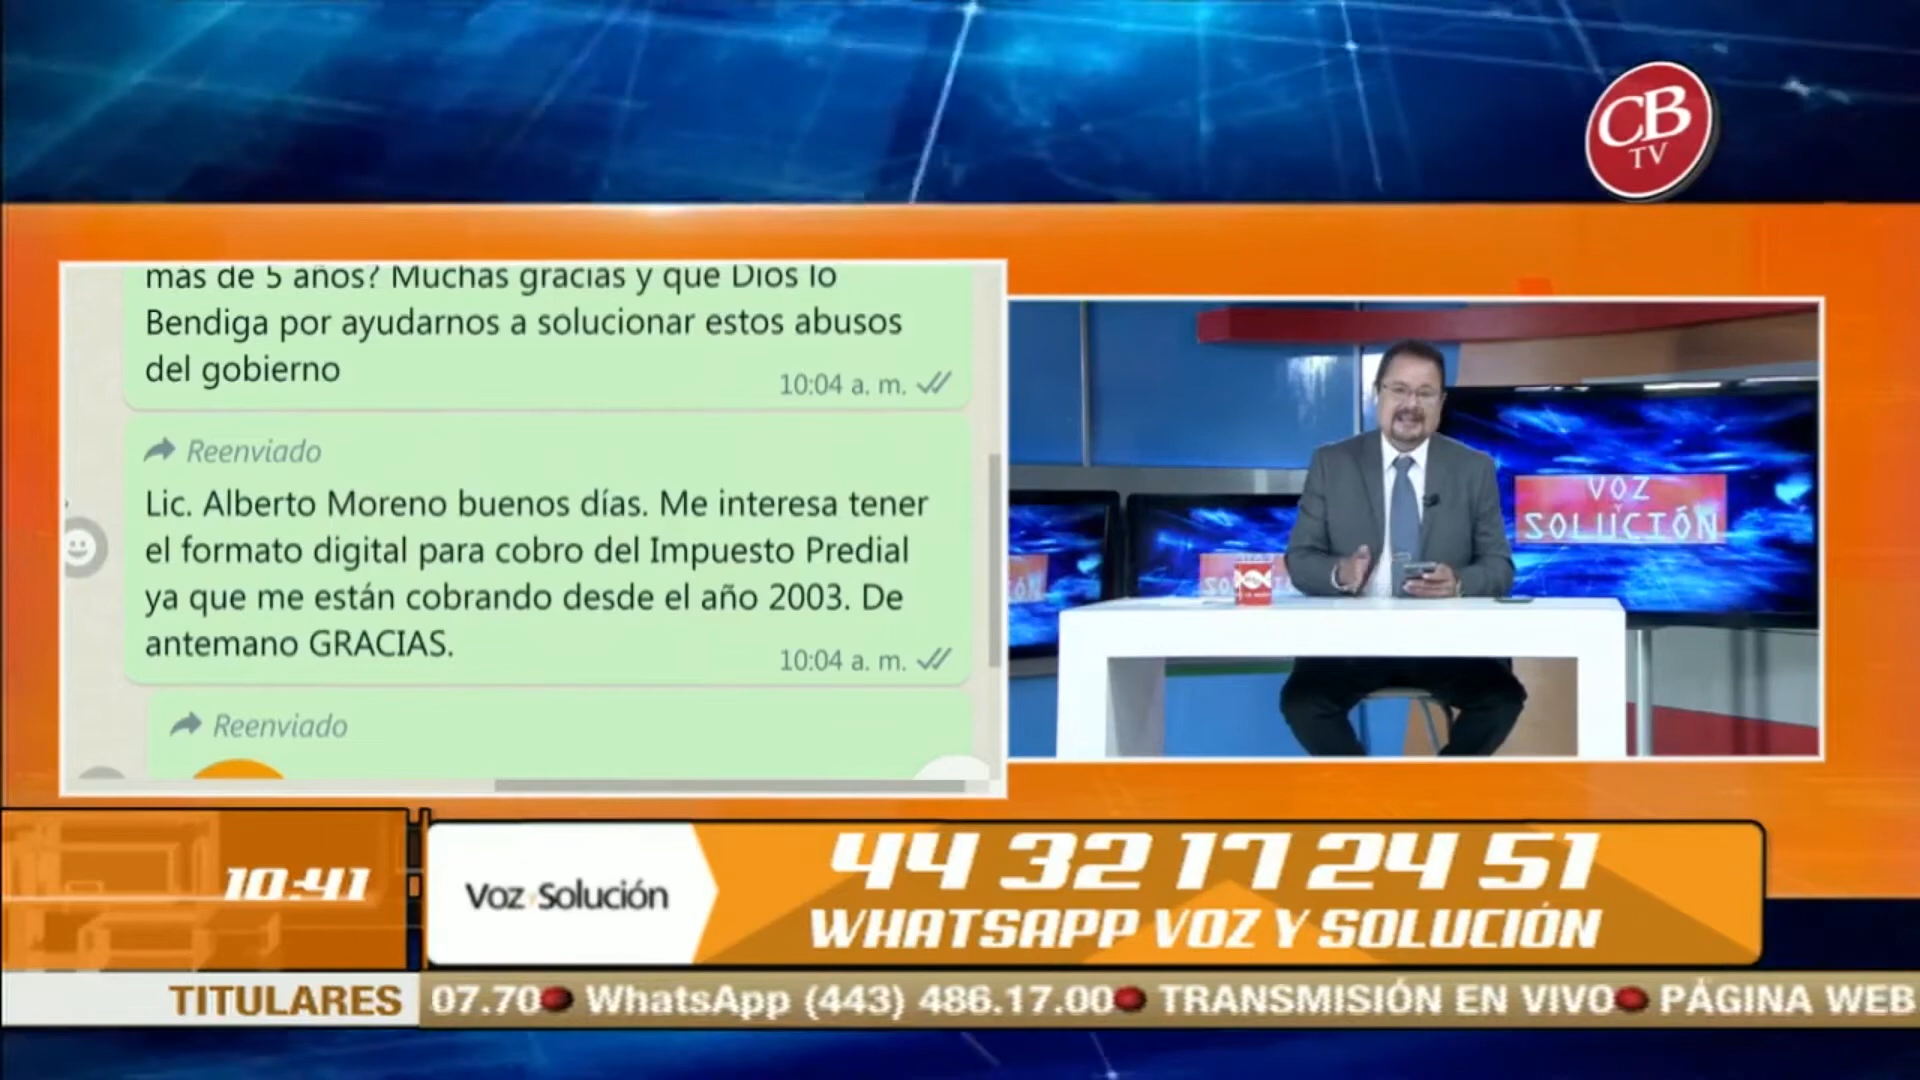 CB
TV
más de 5 años? Muchas gracias y que Dios lo
Bendiga por ayudarnos a solucionar estos abusos
del gobierno
10:04 a. m.
Reenviado
Lic. Alberto Moreno buenos días. Me interesa tener
el formato digital para cobro del Impuesto Predial
ya que me están cobrando desde el año 2003. De
antemano GRACIAS.
10:04 a. m.
Reenviado
VOZ
Y
SOLUCIÓN
10:41
Voz y Solución
44 32 17 24 51
WHATSAPP VOZ Y SOLUCIÓN
TITULARES
07.70 WhatsApp (443) 486.17.00 TRANSMISIÓN EN VIVO PÁGINA WEB